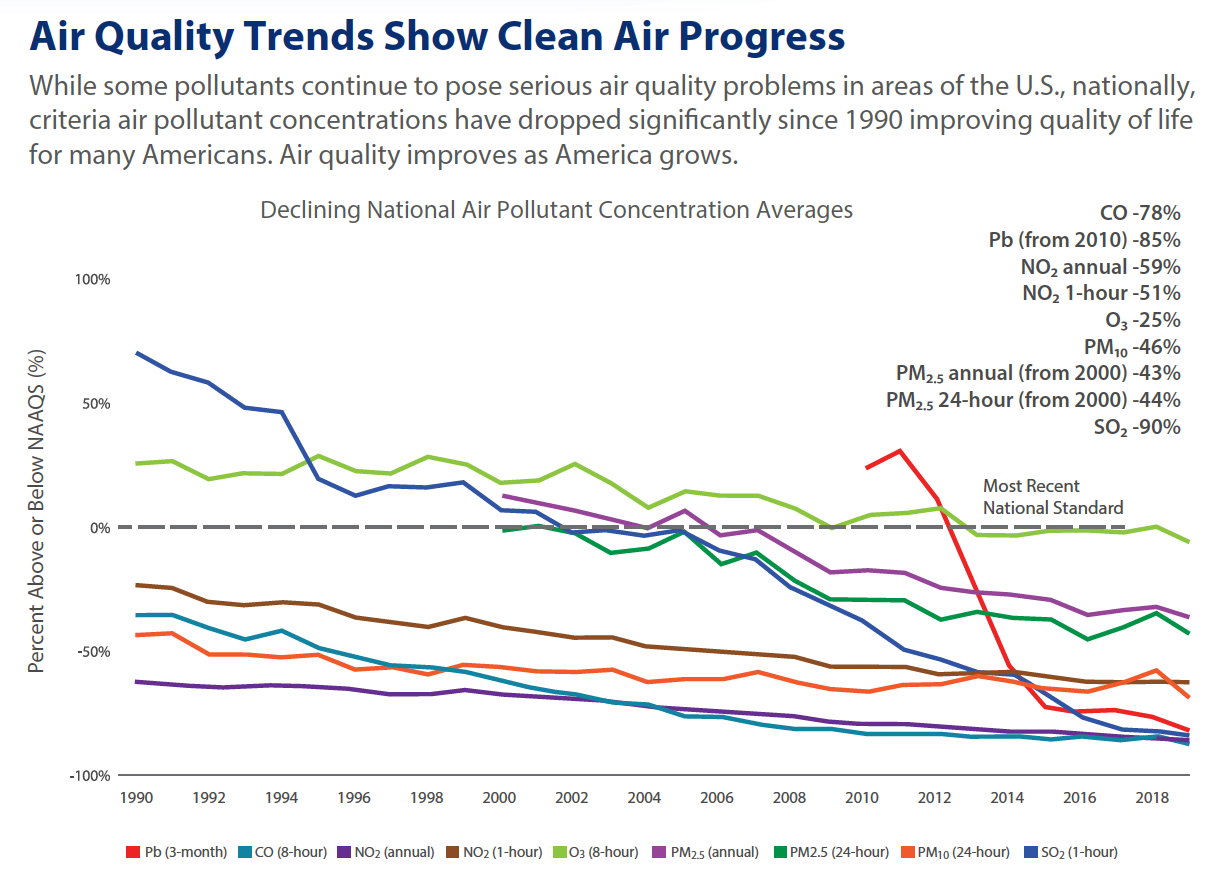 Air Quality Trends Show Clean Air Progress
While some pollutants continue to pose serious air quality problems in areas of the U.S., nationally,
criteria air pollutant concentrations have dropped significantly since 1990 improving quality of life
for many Americans. Air quality improves as America grows.
Declining National Air Pollutant Concentration Averages
CO -78%
Pb (from 2010) -85%
NO₂ annual -59%
NO₂ 1-hour -51%
O₃ -25%
PM₁₀ -46%
PM₂.₅ annual (from 2000) -43%
PM₂.₅ 24-hour (from 2000) -44%
SO₂ -90%
Percent Above or Below NAAQS (%)
100%
50%
0%
-50%
-100%
Most Recent
National Standard
1990 1992 1994 1996 1998 2000 2002 2004 2006 2008 2010 2012 2014 2016 2018
Pb (3-month) CO (8-hour) NO₂ (annual) NO₂ (1-hour) O₃ (8-hour) PM₂.₅ (annual) PM2.5 (24-hour) PM₁₀ (24-hour) SO₂ (1-hour)